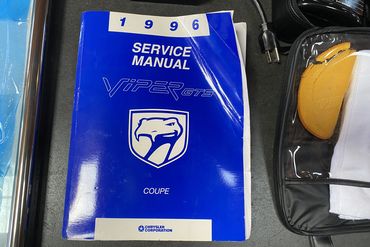 1996
SERVICE
MANUAL
VIPER GTS
COUPE
CHRYSLER
CORPORATION